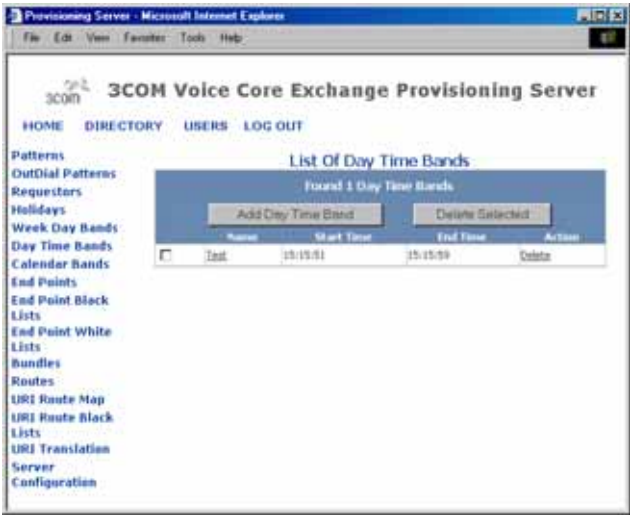 Provisioning Server - Microsoft Internet Explorer
File Edit View Favorites Tools Help
3COM
3COM Voice Core Exchange Provisioning Server
HOME DIRECTORY USERS LOG OUT
Patterns
OutDial Patterns
Requestors
Holidays
Week Day Bands
Day Time Bands
Calendar Bands
End Points
End Point Black
Lists
End Point White
Lists
Bundles
Routes
URI Route Map
URI Route Black
Lists
URI Translation
Server
Configuration
List Of Day Time Bands
Found 1 Day Time Bands
Add Day Time Band Delete Selected
Name Start Time End Time Action
Test 15:15:51 15:15:59 Delete